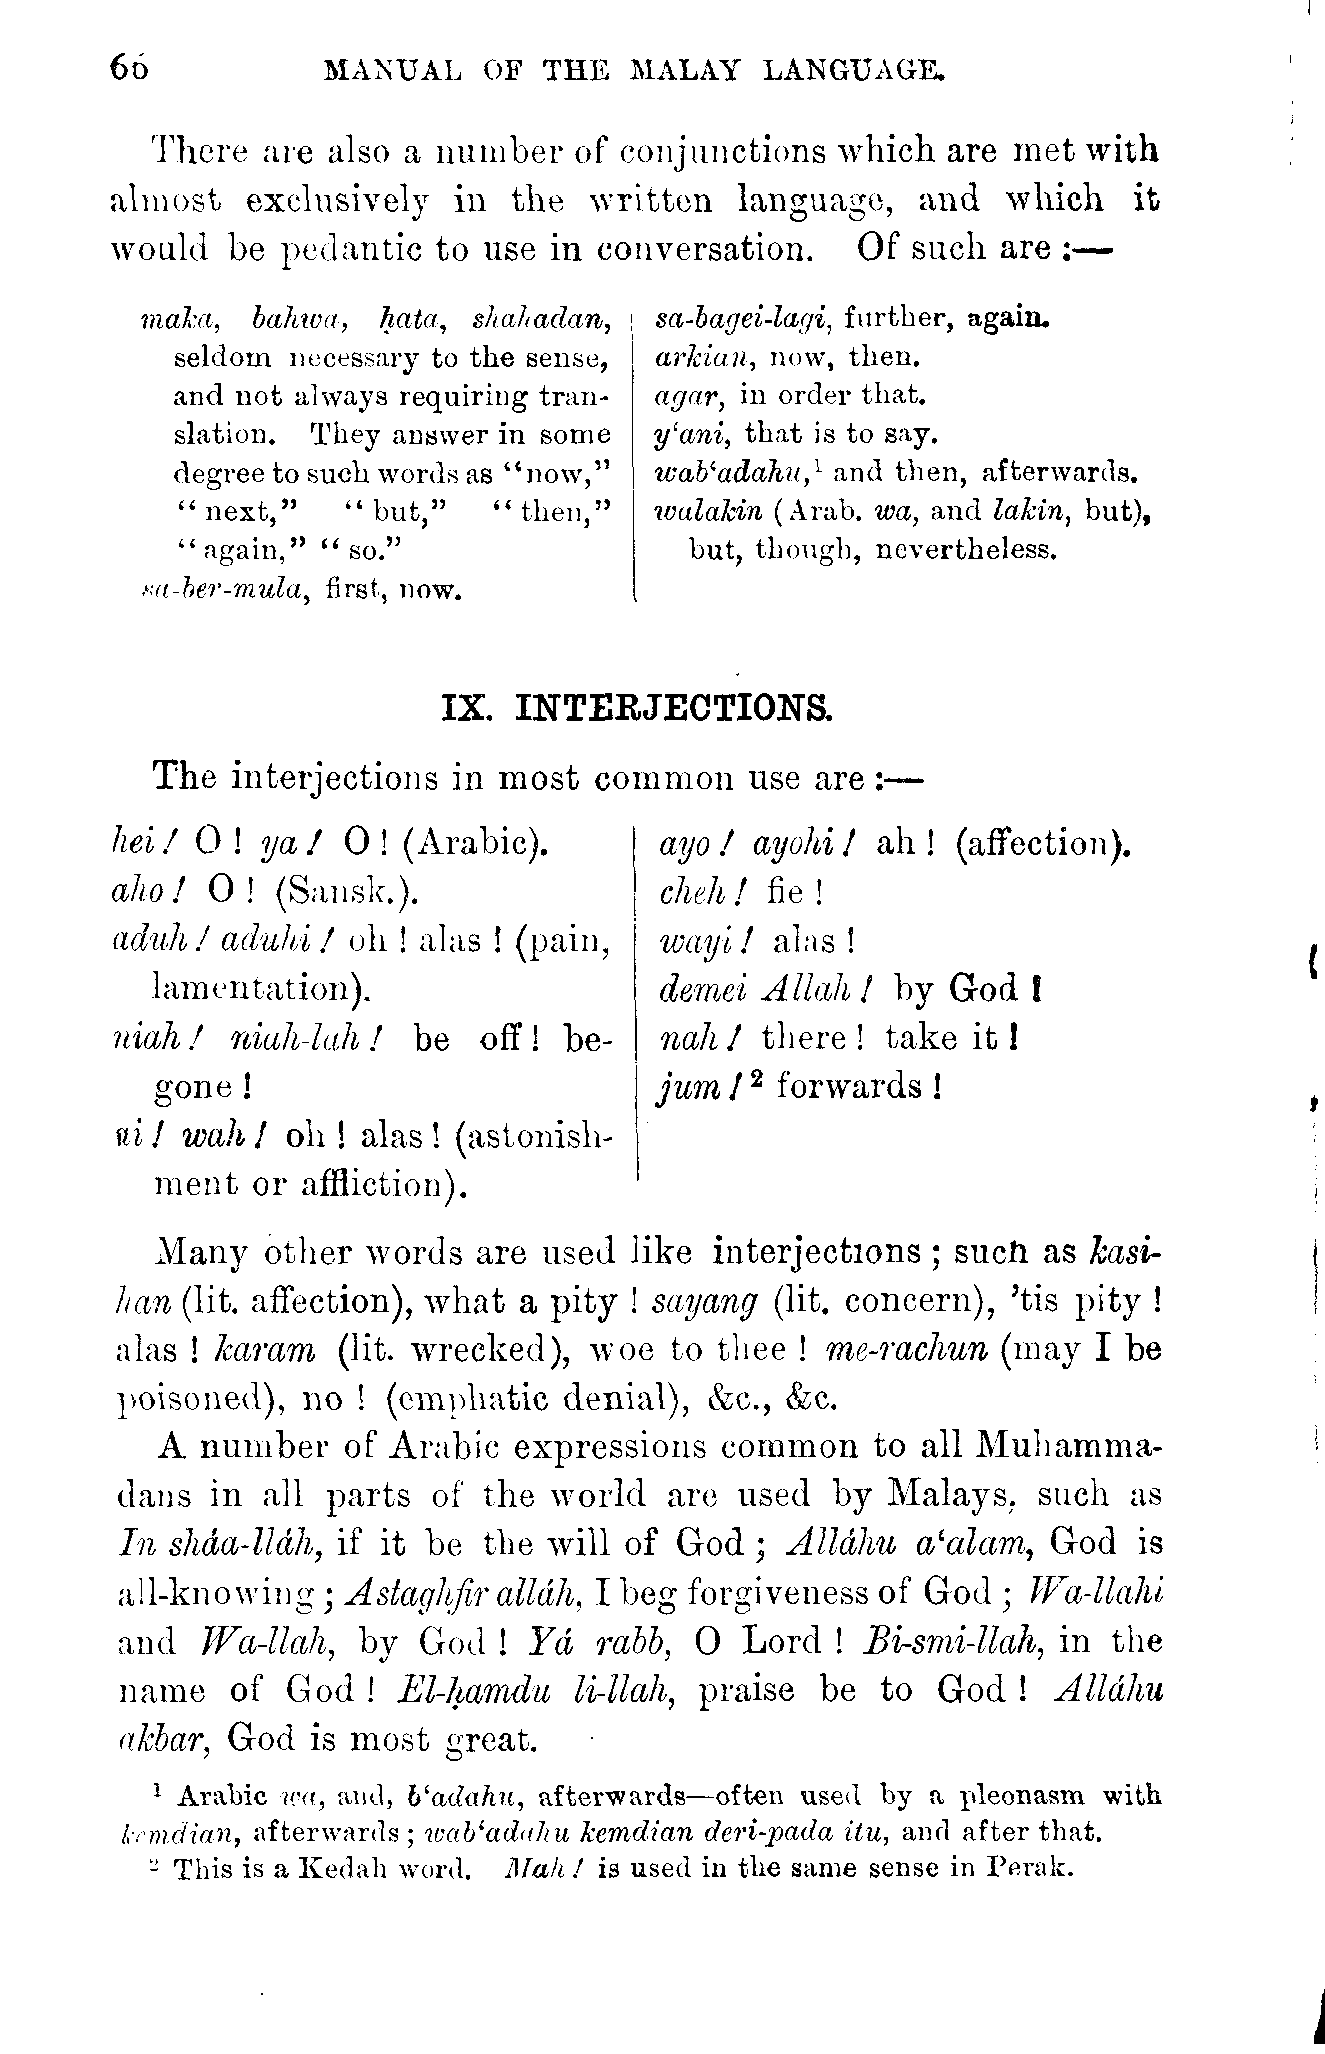 66 MANUAL OF THE MALAY LANGUAGE.
There are also a number of conjunctions which are met with
almost exclusively in the written language, and which it
would be pedantic to use in conversation. Of such are :—
maka, bahwa, ḥata, shahadan,
seldom necessary to the sense,
and not always requiring tran-
slation. They answer in some
degree to such words as “now,”
“next,” “but,” “then,”
“again,” “so.”
sa-ber-mula, first, now.
sa-bagei-lagi, further, again.
arkian, now, then.
agar, in order that.
y‘ani, that is to say.
wab‘adahu,¹ and then, afterwards.
walakin (Arab. wa, and lakin, but),
but, though, nevertheless.
IX. INTERJECTIONS.
The interjections in most common use are :—
hei! O! ya! O! (Arabic).
aho! O! (Sansk.).
aduh! aduhi! oh! alas! (pain,
lamentation).
niah! niah-lah! be off! be-
gone!
ai! wah! oh! alas! (astonish-
ment or affliction).
ayo! ayohi! ah! (affection).
cheh! fie!
wayi! alas!
demei Allah! by God!
nah! there! take it!
jum!² forwards!
Many other words are used like interjections; such as kasi-
han (lit. affection), what a pity! sayang (lit. concern), ’tis pity!
alas! karam (lit. wrecked), woe to thee! me-rachun (may I be
poisoned), no! (emphatic denial), &c., &c.
A number of Arabic expressions common to all Muhamma-
dans in all parts of the world are used by Malays, such as
In sháa-lláh, if it be the will of God; Alláhu a‘alam, God is
all-knowing; Astaghfir alláh, I beg forgiveness of God; Wa-llahi
and Wa-llah, by God! Yá rabb, O Lord! Bi-smi-llah, in the
name of God! El-ḥamdu li-llah, praise be to God! Alláhu
akbar, God is most great.
¹ Arabic wa, and, b‘adahu, afterwards—often used by a pleonasm with
kemdian, afterwards; wab‘adahu kemdian deri-pada itu, and after that.
² This is a Kedah word. Mah! is used in the same sense in Perak.